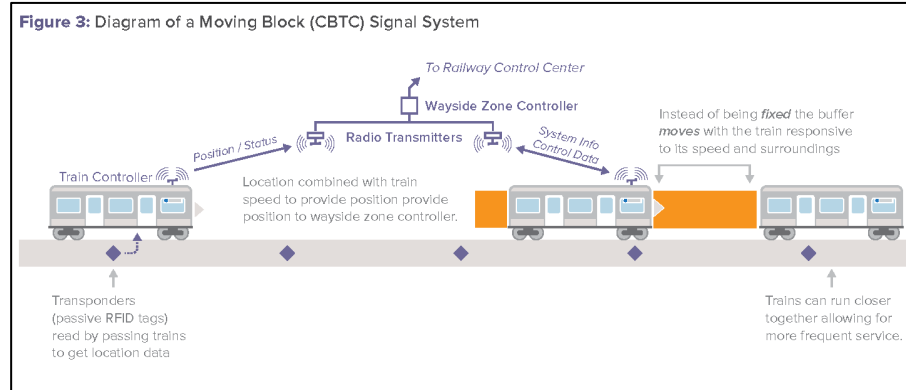 Figure 3: Diagram of a Moving Block (CBTC) Signal System
To Railway Control Center
Wayside Zone Controller
Radio Transmitters
Position / Status
System Info
Control Data
Instead of being fixed the buffer
moves with the train responsive
to its speed and surroundings
Train Controller
Location combined with train
speed to provide position provide
position to wayside zone controller.
Transponders
(passive RFID tags)
read by passing trains
to get location data
Trains can run closer
together allowing for
more frequent service.